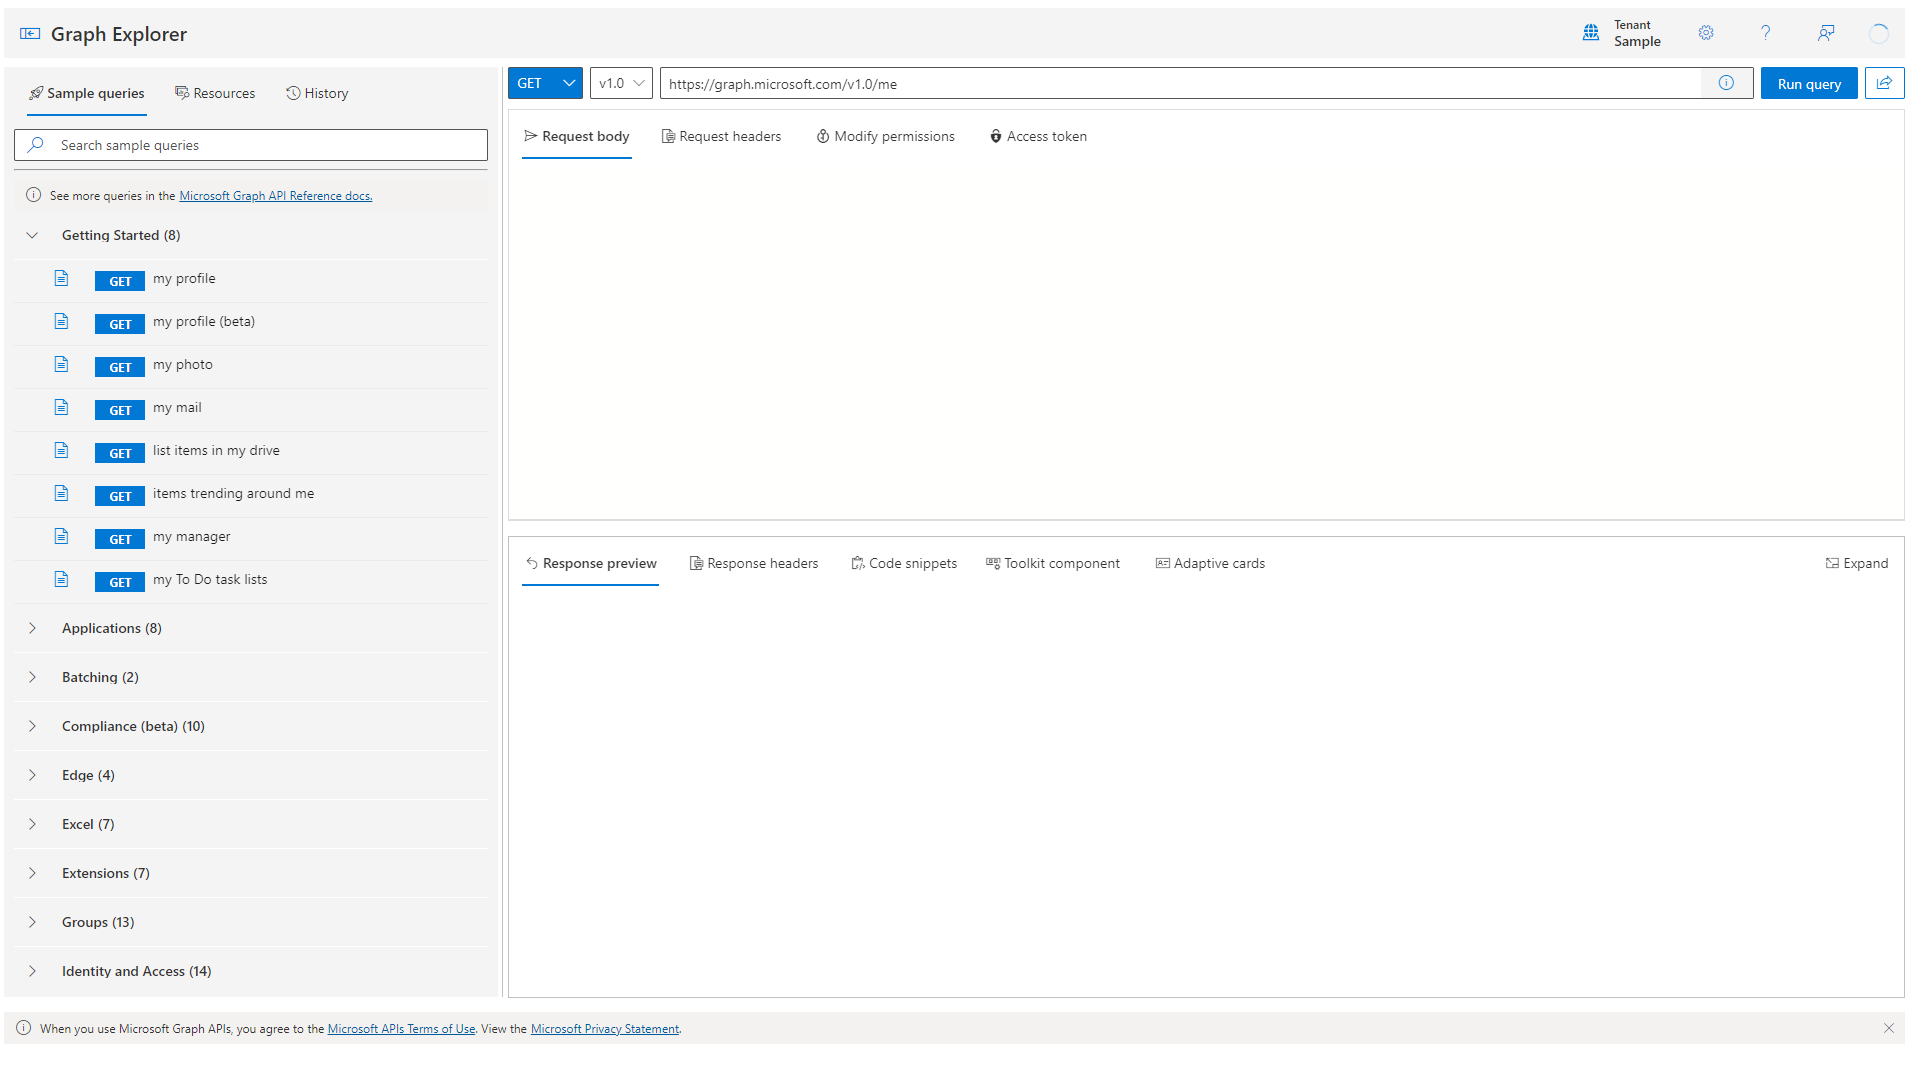 Graph Explorer
Tenant
Sample
Sample queries
Resources
History
Search sample queries
See more queries in the Microsoft Graph API Reference docs.
Getting Started (8)
GET my profile
GET my profile (beta)
GET my photo
GET my mail
GET list items in my drive
GET items trending around me
GET my manager
GET my To Do task lists
Applications (8)
Batching (2)
Compliance (beta) (10)
Edge (4)
Excel (7)
Extensions (7)
Groups (13)
Identity and Access (14)
GET
v1.0
https://graph.microsoft.com/v1.0/me
Run query
Request body
Request headers
Modify permissions
Access token
Response preview
Response headers
Code snippets
Toolkit component
Adaptive cards
Expand
When you use Microsoft Graph APIs, you agree to the Microsoft APIs Terms of Use. View the Microsoft Privacy Statement.